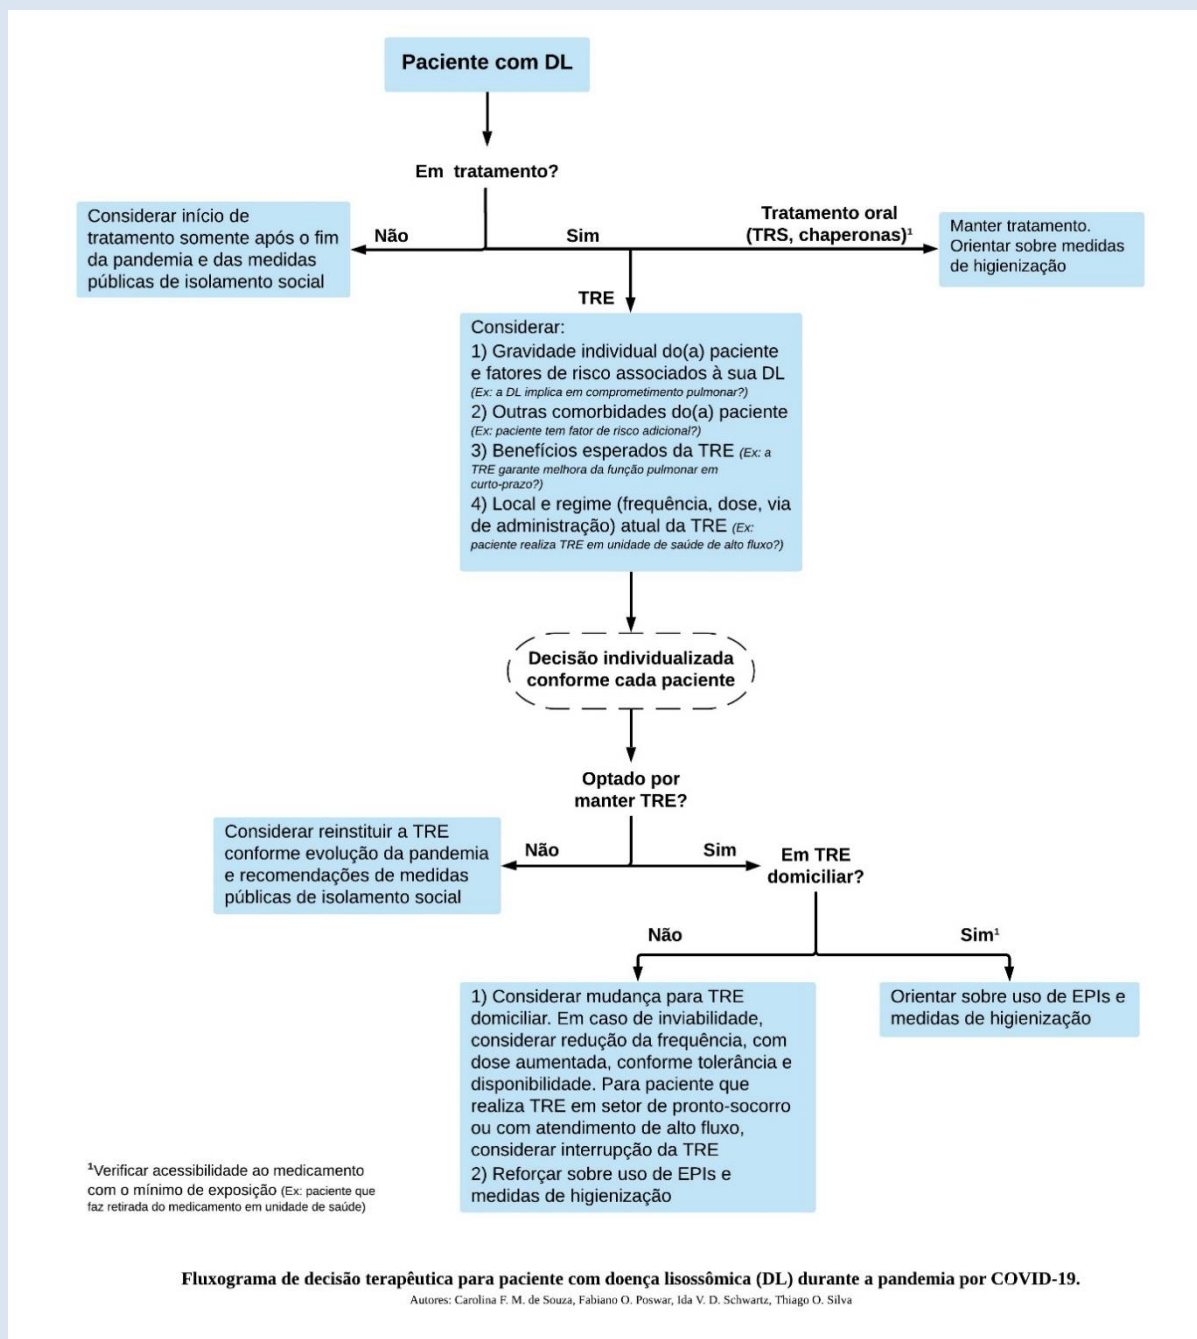 Paciente com DL
Em tratamento?
Considerar início de
tratamento somente após o fim
da pandemia e das medidas
públicas de isolamento social
Não
Sim
Tratamento oral
(TRS, chaperonas)¹
Manter tratamento.
Orientar sobre medidas
de higienização
TRE
Considerar:
1) Gravidade individual do(a) paciente
e fatores de risco associados à sua DL
(Ex: a DL implica em comprometimento pulmonar?)
2) Outras comorbidades do(a) paciente
(Ex: paciente tem fator de risco adicional?)
3) Benefícios esperados da TRE (Ex: a
TRE garante melhora da função pulmonar em
curto-prazo?)
4) Local e regime (frequência, dose, via
de administração) atual da TRE (Ex:
paciente realiza TRE em unidade de saúde de alto fluxo?)
Decisão individualizada
conforme cada paciente
Optado por
manter TRE?
Considerar reinstituir a TRE
conforme evolução da pandemia
e recomendações de medidas
públicas de isolamento social
Não
Sim
Em TRE
domiciliar?
Não
Sim¹
1) Considerar mudança para TRE
domiciliar. Em caso de inviabilidade,
considerar redução da frequência, com
dose aumentada, conforme tolerância e
disponibilidade. Para paciente que
realiza TRE em setor de pronto-socorro
ou com atendimento de alto fluxo,
considerar interrupção da TRE
2) Reforçar sobre uso de EPIs e
medidas de higienização
Orientar sobre uso de EPIs e
medidas de higienização
¹Verificar acessibilidade ao medicamento
com o mínimo de exposição (Ex: paciente que
faz retirada do medicamento em unidade de saúde)
Fluxograma de decisão terapêutica para paciente com doença lisossômica (DL) durante a pandemia por COVID-19.
Autores: Carolina F. M. de Souza, Fabiano O. Poswar, Ida V. D. Schwartz, Thiago O. Silva